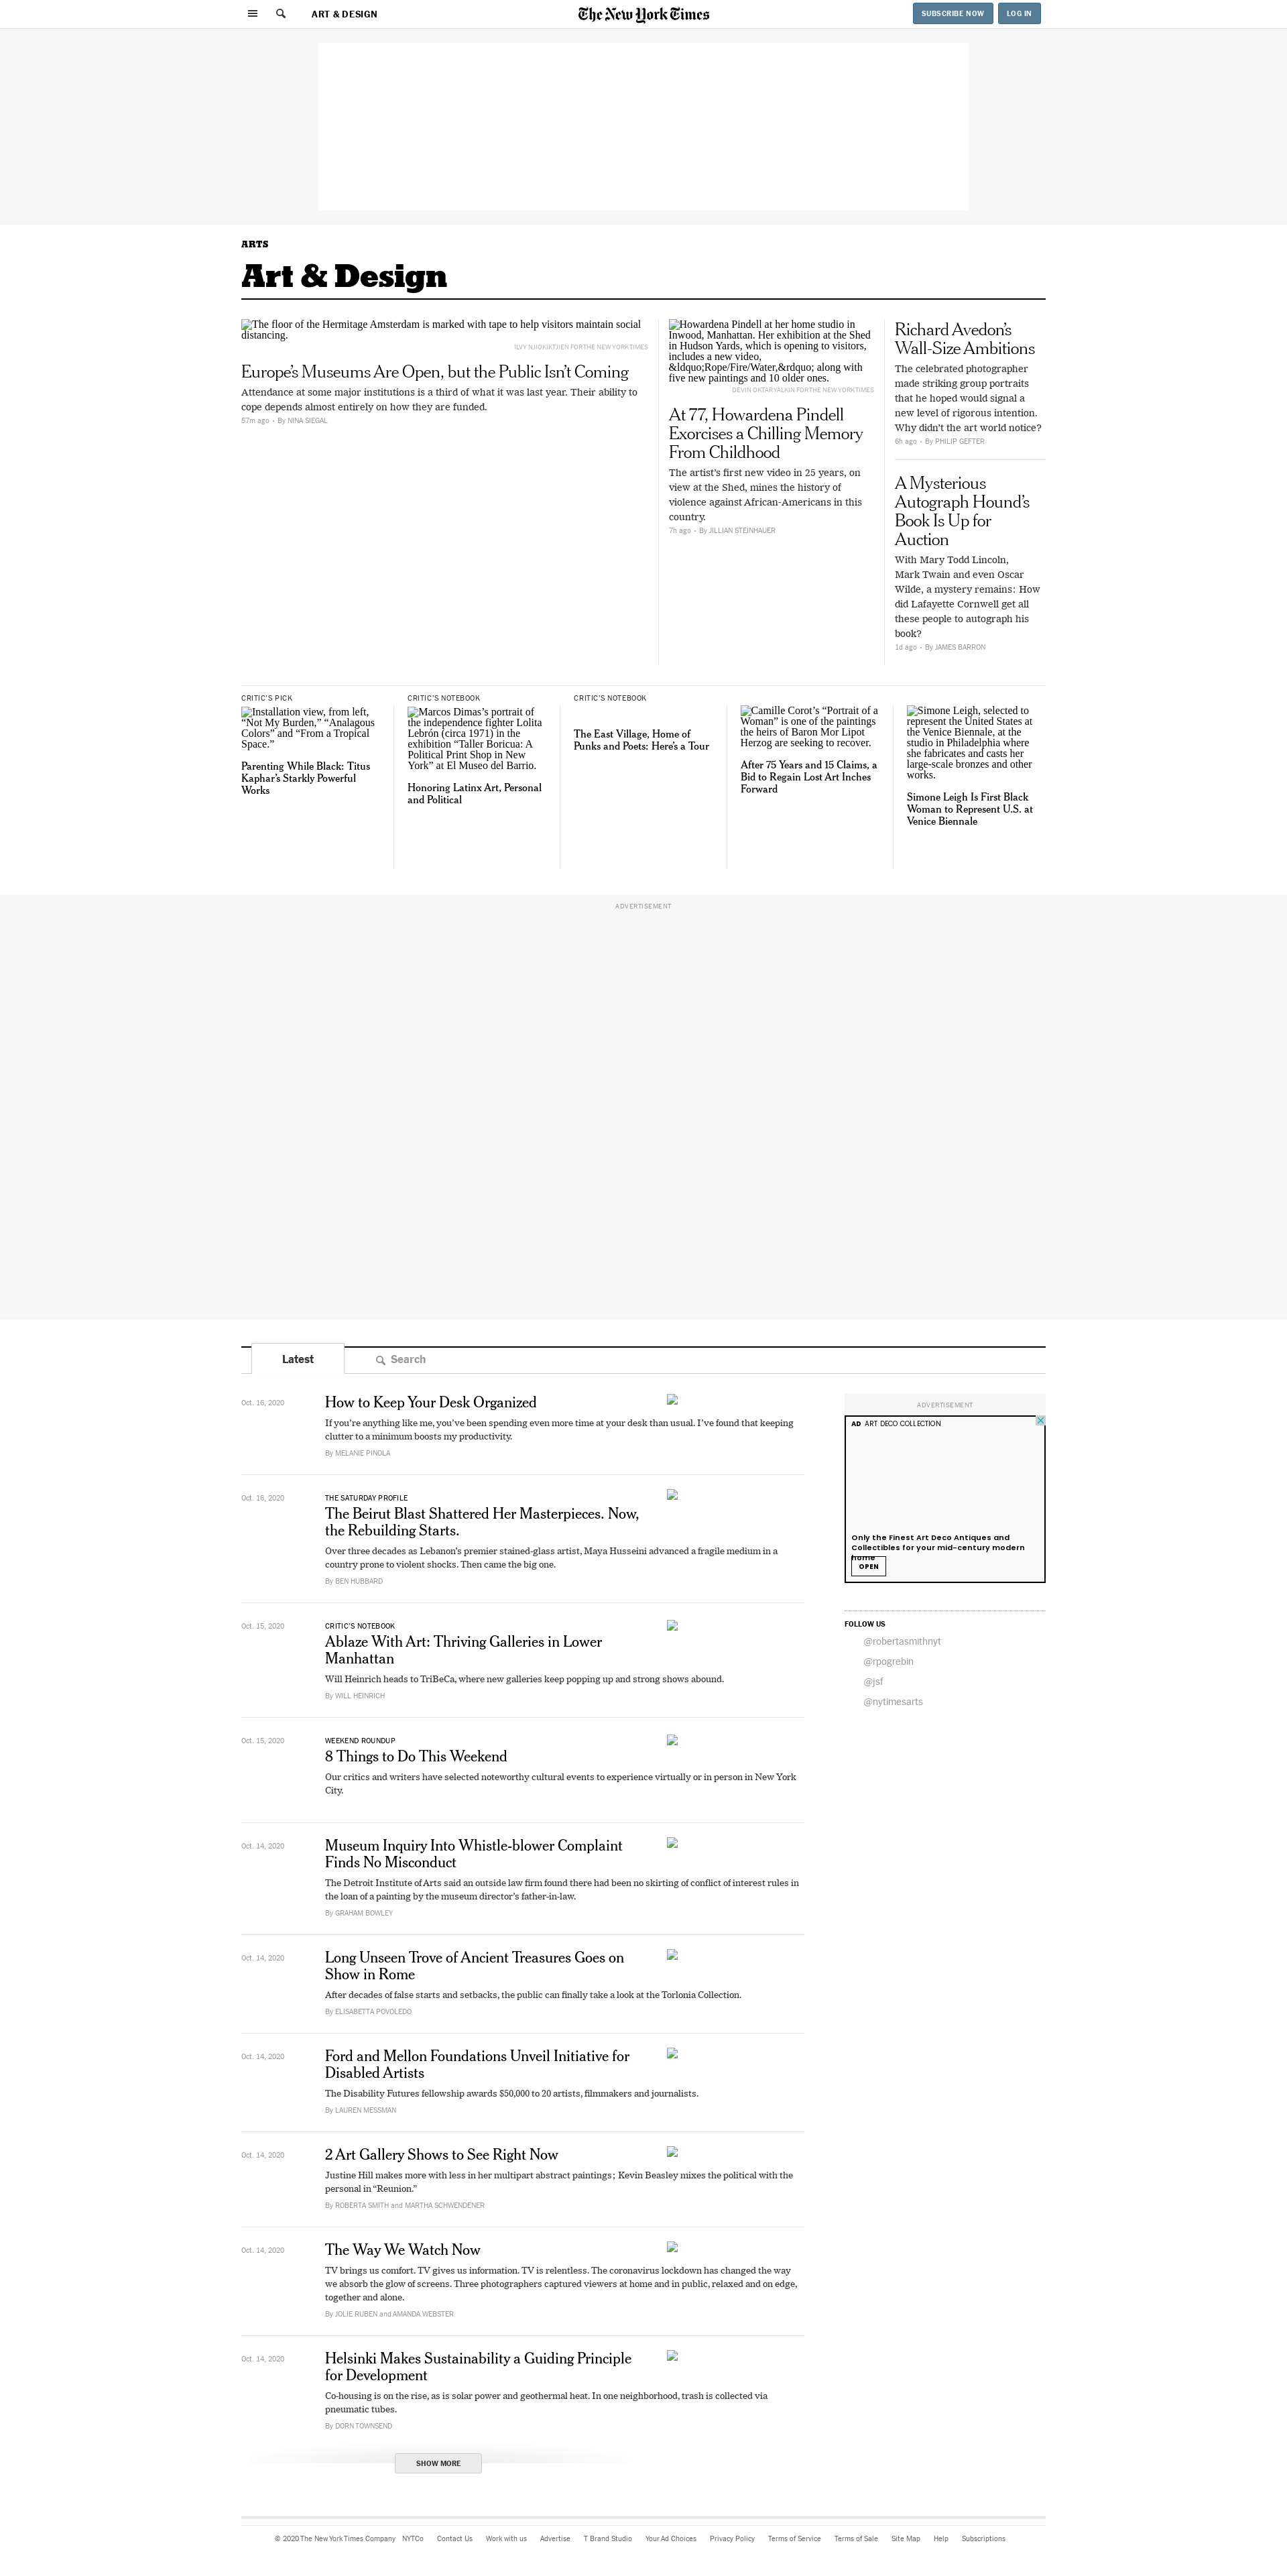 ART & DESIGN
The New York Times
SUBSCRIBE NOW
LOG IN
ARTS
Art & Design
The floor of the Hermitage Amsterdam is marked with tape to help visitors maintain social
distancing.
ILVY NJIOKIKTJIEN FOR THE NEW YORK TIMES
Europe’s Museums Are Open, but the Public Isn’t Coming
Attendance at some major institutions is a third of what it was last year. Their ability to
cope depends almost entirely on how they are funded.
57m ago • By NINA SIEGAL
Howardena Pindell at her home studio in
Inwood, Manhattan. Her exhibition at the Shed
in Hudson Yards, which is opening to visitors,
includes a new video,
&ldquo;Rope/Fire/Water,&rdquo; along with
five new paintings and 10 older ones.
DEVIN OKTAR YALKIN FOR THE NEW YORK TIMES
At 77, Howardena Pindell
Exorcises a Chilling Memory
From Childhood
The artist’s first new video in 25 years, on
view at the Shed, mines the history of
violence against African-Americans in this
country.
7h ago • By JILLIAN STEINHAUER
Richard Avedon’s
Wall-Size Ambitions
The celebrated photographer
made striking group portraits
that he hoped would signal a
new level of rigorous intention.
Why didn’t the art world notice?
6h ago • By PHILIP GEFTER
A Mysterious
Autograph Hound’s
Book Is Up for
Auction
With Mary Todd Lincoln,
Mark Twain and even Oscar
Wilde, a mystery remains: How
did Lafayette Cornwell get all
these people to autograph his
book?
1d ago • By JAMES BARRON
CRITIC’S PICK
Installation view, from left,
“Not My Burden,” “Analagous
Colors” and “From a Tropical
Space.”
Parenting While Black: Titus
Kaphar’s Starkly Powerful
Works
CRITIC’S NOTEBOOK
Marcos Dimas’s portrait of
the independence fighter Lolita
Lebrón (circa 1971) in the
exhibition “Taller Boricua: A
Political Print Shop in New
York” at El Museo del Barrio.
Honoring Latinx Art, Personal
and Political
CRITIC’S NOTEBOOK
The East Village, Home of
Punks and Poets: Here’s a Tour
Camille Corot’s “Portrait of a
Woman” is one of the paintings
the heirs of Baron Mor Lipot
Herzog are seeking to recover.
After 75 Years and 15 Claims, a
Bid to Regain Lost Art Inches
Forward
Simone Leigh, selected to
represent the United States at
the Venice Biennale, at the
studio in Philadelphia where
she fabricates and casts her
large-scale bronzes and other
works.
Simone Leigh Is First Black
Woman to Represent U.S. at
Venice Biennale
ADVERTISEMENT
Latest
Search
Oct. 16, 2020
How to Keep Your Desk Organized
If you’re anything like me, you’ve been spending even more time at your desk than usual. I’ve found that keeping
clutter to a minimum boosts my productivity.
By MELANIE PINOLA
Oct. 16, 2020
THE SATURDAY PROFILE
The Beirut Blast Shattered Her Masterpieces. Now,
the Rebuilding Starts.
Over three decades as Lebanon’s premier stained-glass artist, Maya Husseini advanced a fragile medium in a
country prone to violent shocks. Then came the big one.
By BEN HUBBARD
Oct. 15, 2020
CRITIC’S NOTEBOOK
Ablaze With Art: Thriving Galleries in Lower
Manhattan
Will Heinrich heads to TriBeCa, where new galleries keep popping up and strong shows abound.
By WILL HEINRICH
Oct. 15, 2020
WEEKEND ROUNDUP
8 Things to Do This Weekend
Our critics and writers have selected noteworthy cultural events to experience virtually or in person in New York
City.
Oct. 14, 2020
Museum Inquiry Into Whistle-blower Complaint
Finds No Misconduct
The Detroit Institute of Arts said an outside law firm found there had been no skirting of conflict of interest rules in
the loan of a painting by the museum director’s father-in-law.
By GRAHAM BOWLEY
Oct. 14, 2020
Long Unseen Trove of Ancient Treasures Goes on
Show in Rome
After decades of false starts and setbacks, the public can finally take a look at the Torlonia Collection.
By ELISABETTA POVOLEDO
Oct. 14, 2020
Ford and Mellon Foundations Unveil Initiative for
Disabled Artists
The Disability Futures fellowship awards $50,000 to 20 artists, filmmakers and journalists.
By LAUREN MESSMAN
Oct. 14, 2020
2 Art Gallery Shows to See Right Now
Justine Hill makes more with less in her multipart abstract paintings; Kevin Beasley mixes the political with the
personal in “Reunion.”
By ROBERTA SMITH and MARTHA SCHWENDENER
Oct. 14, 2020
The Way We Watch Now
TV brings us comfort. TV gives us information. TV is relentless. The coronavirus lockdown has changed the way
we absorb the glow of screens. Three photographers captured viewers at home and in public, relaxed and on edge,
together and alone.
By JOLIE RUBEN and AMANDA WEBSTER
Oct. 14, 2020
Helsinki Makes Sustainability a Guiding Principle
for Development
Co-housing is on the rise, as is solar power and geothermal heat. In one neighborhood, trash is collected via
pneumatic tubes.
By DORN TOWNSEND
SHOW MORE
ADVERTISEMENT
AD ART DECO COLLECTION
Only the Finest Art Deco Antiques and
Collectibles for your mid-century modern
home
OPEN
FOLLOW US
@robertasmithnyt
@rpogrebin
@jsf
@nytimesarts
© 2020 The New York Times Company NYTCo Contact Us Work with us Advertise T Brand Studio Your Ad Choices Privacy Policy Terms of Service Terms of Sale Site Map Help Subscriptions